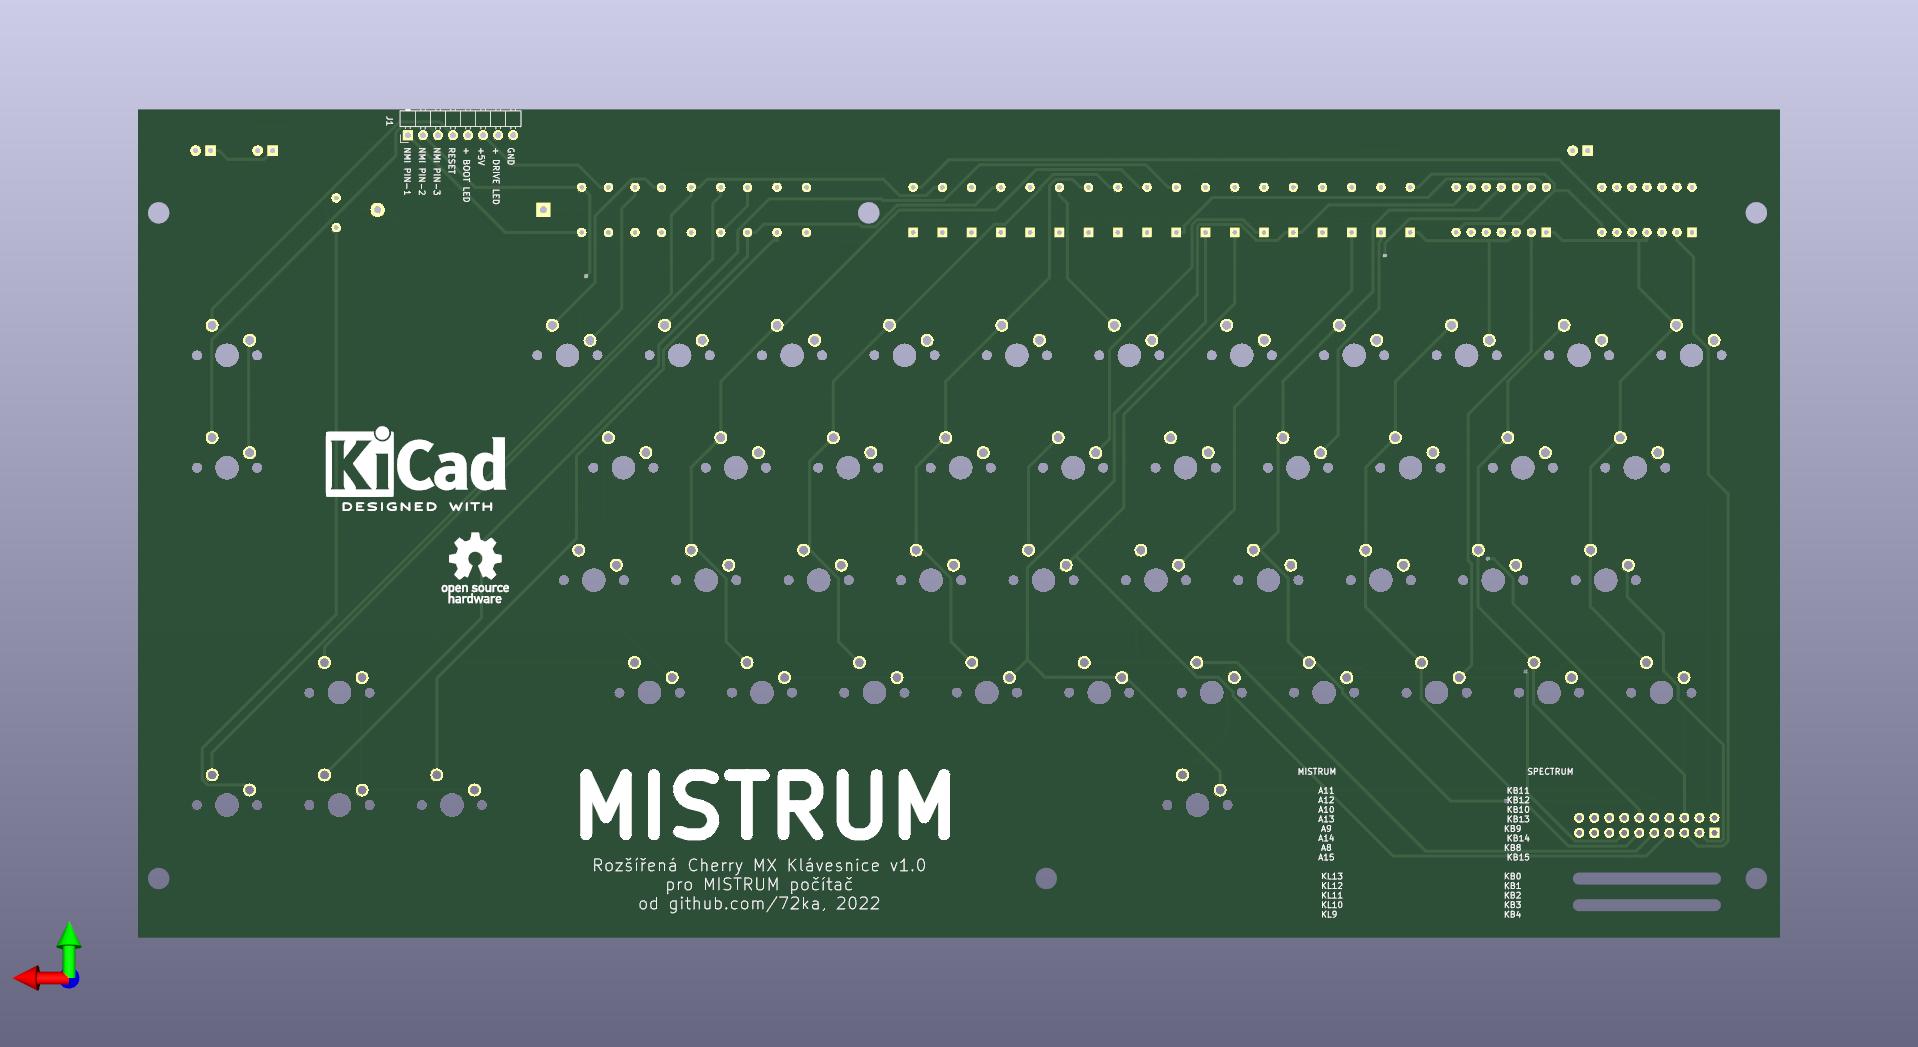 J1
NMI PIN-1
NMI PIN-2
NMI PIN-3
RESET
+ BOOT LED
+5V
+ DRIVE LED
GND
KiCad
DESIGNED WITH
open source
hardware
MISTRUM
Rozšířená Cherry MX Klávesnice v1.0
pro MISTRUM počítač
od github.com/72ka, 2022
MISTRUM SPECTRUM
A11 KB11
A12 KB12
A10 KB10
A13 KB13
A9 KB9
A14 KB14
A8 KB8
A15 KB15
KL13 KB0
KL12 KB1
KL11 KB2
KL10 KB3
KL9 KB4